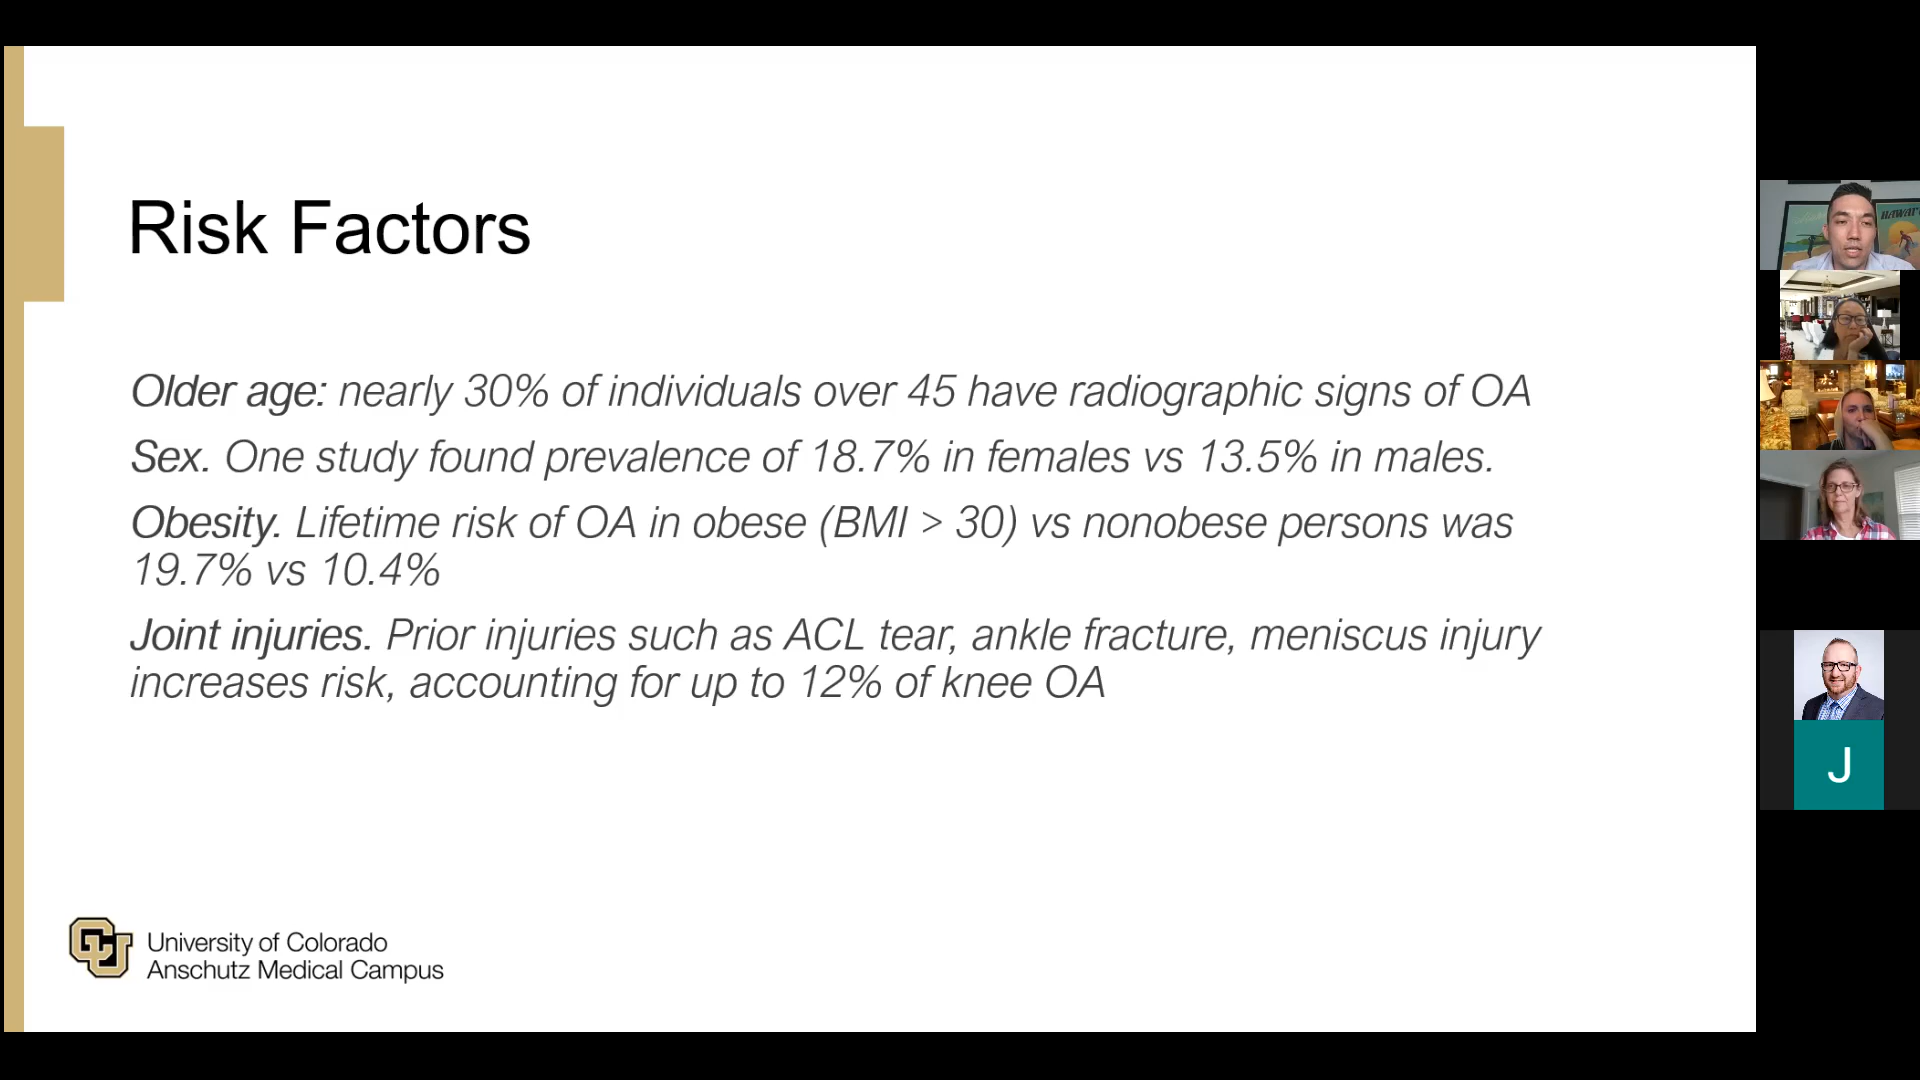 Risk Factors
Older age: nearly 30% of individuals over 45 have radiographic signs of OA
Sex. One study found prevalence of 18.7% in females vs 13.5% in males.
Obesity. Lifetime risk of OA in obese (BMI > 30) vs nonobese persons was
19.7% vs 10.4%
Joint injuries. Prior injuries such as ACL tear, ankle fracture, meniscus injury
increases risk, accounting for up to 12% of knee OA
CU
University of Colorado
Anschutz Medical Campus
HAWAII
J